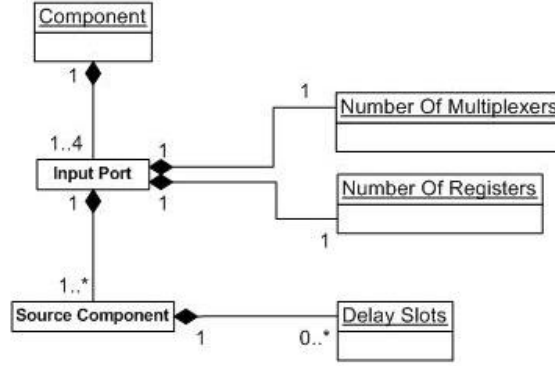 Component
1
1..4
1
Number Of Multiplexers
Input Port
1
1
1
Number Of Registers
1
1..*
Source Component
1
0..*
Delay Slots